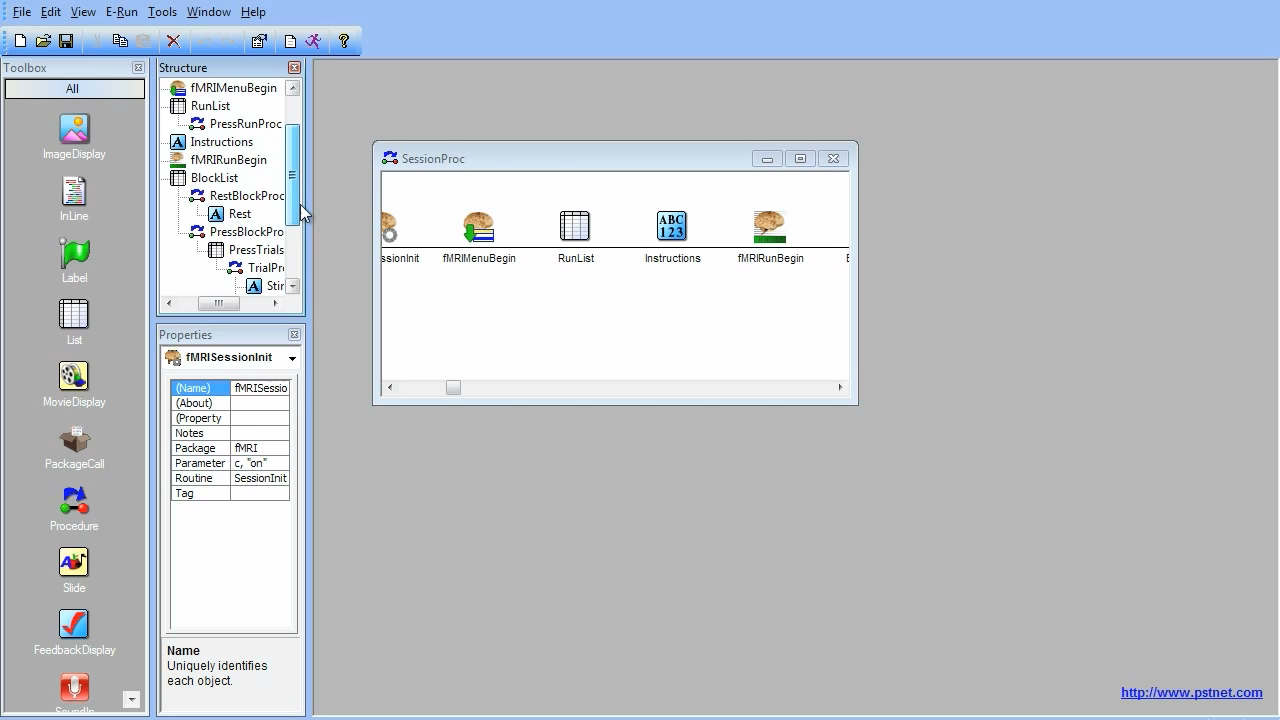 File Edit View E-Run Tools Window Help
Toolbox
All
ImageDisplay
InLine
Label
List
MovieDisplay
PackageCall
Procedure
Slide
FeedbackDisplay
SoundIn
Structure
fMRIMenuBegin
RunList
PressRunProc
Instructions
fMRIRunBegin
BlockList
RestBlockProc
Rest
PressBlockPro
PressTrials
TrialPr
Stir
Properties
fMRISessionInit
(Name) fMRISessio
(About)
(Property
Notes
Package fMRI
Parameter c, "on"
Routine SessionInit
Tag
Name
Uniquely identifies
each object.
SessionProc
ABC
123
ssionInit fMRIMenuBegin RunList Instructions fMRIRunBegin
http://www.pstnet.com